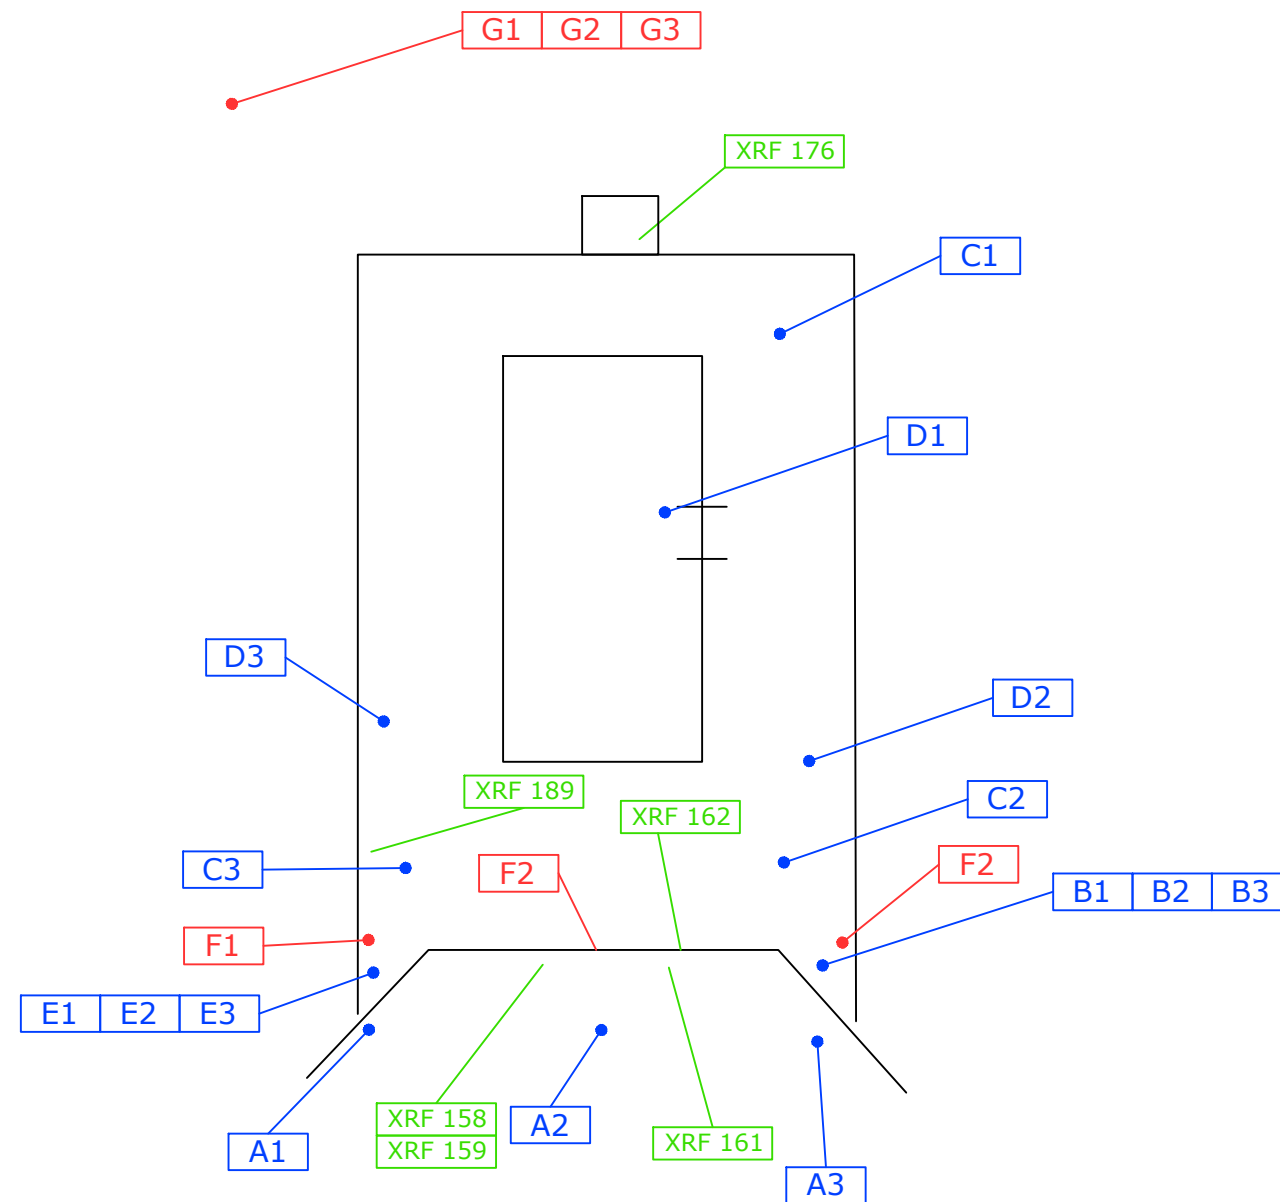 G1 G2 G3
XRF 176
C1
D1
D3
D2
XRF 189
XRF 162
C2
C3
F2
F2
B1 B2 B3
F1
E1 E2 E3
XRF 158
XRF 159
A2
A1
XRF 161
A3